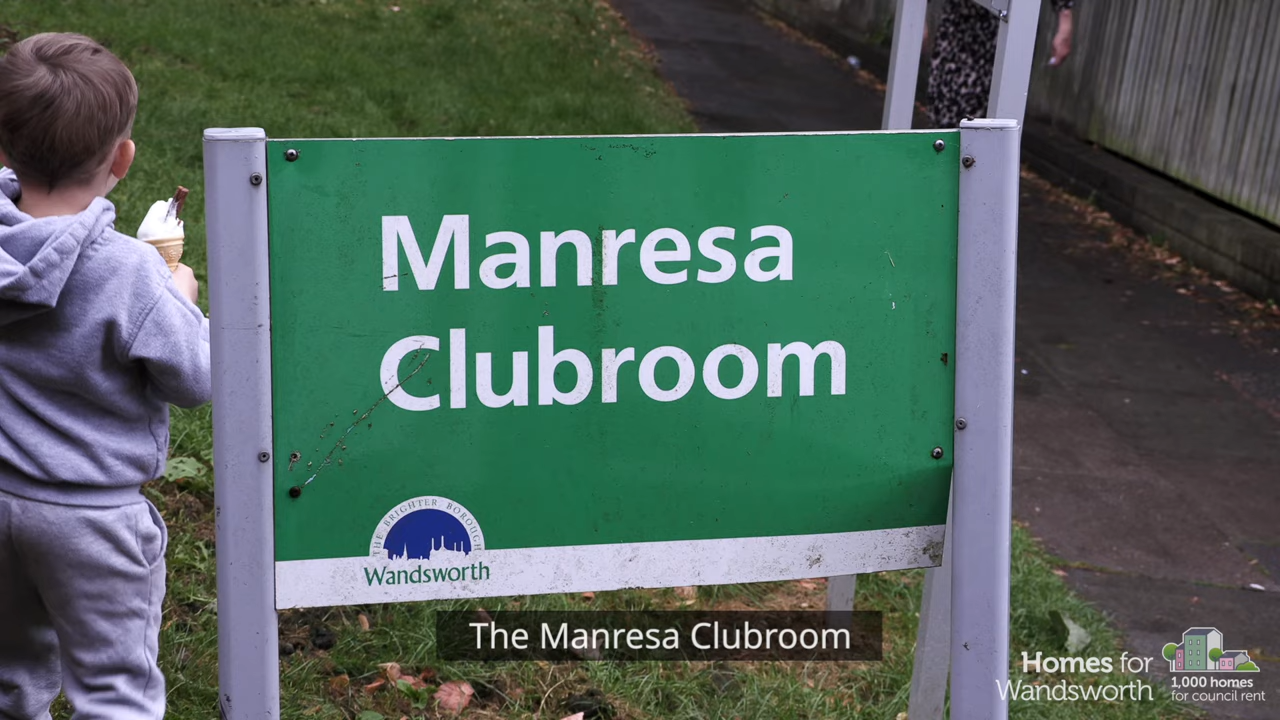 Manresa
Clubroom
THE BRIGHTER BOROUGH
Wandsworth
The Manresa Clubroom
Homes for
Wandsworth
1,000 homes
for council rent